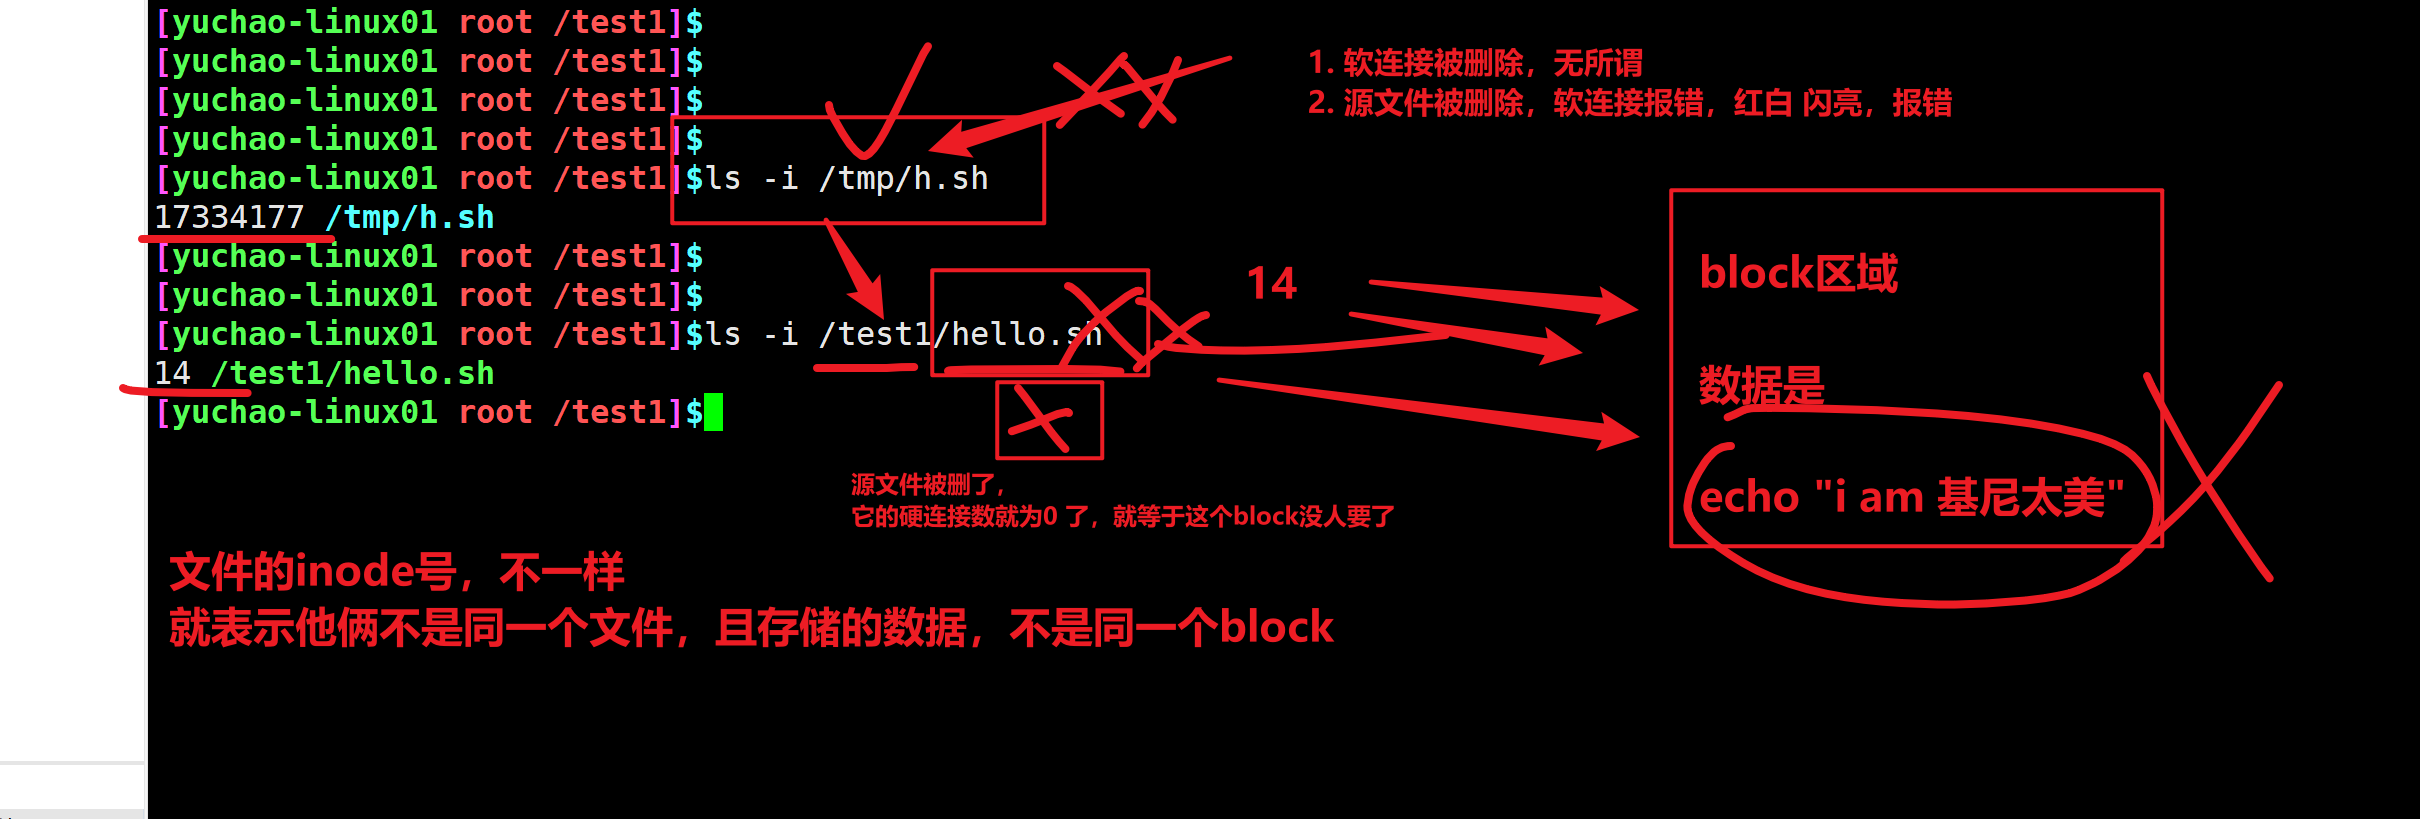 [yuchao-linux01 root /test1]$
[yuchao-linux01 root /test1]$
[yuchao-linux01 root /test1]$
[yuchao-linux01 root /test1]$
[yuchao-linux01 root /test1]$ls -i /tmp/h.sh
17334177 /tmp/h.sh
[yuchao-linux01 root /test1]$
[yuchao-linux01 root /test1]$
[yuchao-linux01 root /test1]$ls -i /test1/hello.sh
14 /test1/hello.sh
[yuchao-linux01 root /test1]$
1. 软连接被删除，无所谓
2. 源文件被删除，软连接报错，红白 闪亮，报错
14
block区域
数据是
echo "i am 基尼太美"
源文件被删了，
它的硬连接数就为0 了，就等于这个block没人要了
文件的inode号，不一样
就表示他俩不是同一个文件，且存储的数据，不是同一个block